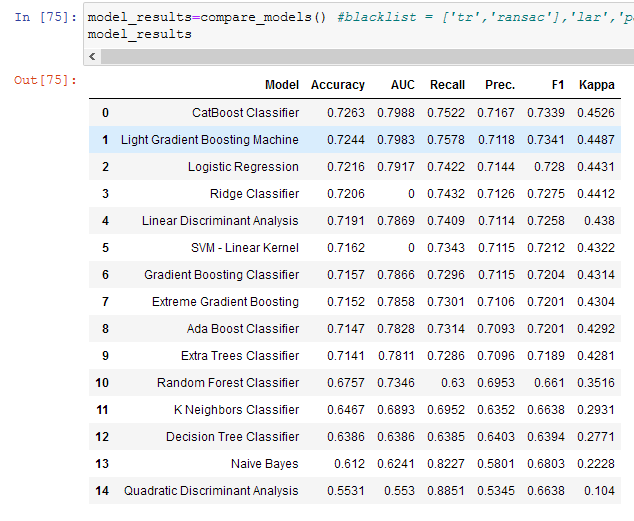 In [75]: model_results=compare_models() #blacklist = ['tr','ransac'],'lar','p
model_results
Out[75]:
Model Accuracy AUC Recall Prec. F1 Kappa
0 CatBoost Classifier 0.7263 0.7988 0.7522 0.7167 0.7339 0.4526
1 Light Gradient Boosting Machine 0.7244 0.7983 0.7578 0.7118 0.7341 0.4487
2 Logistic Regression 0.7216 0.7917 0.7422 0.7144 0.728 0.4431
3 Ridge Classifier 0.7206 0 0.7432 0.7126 0.7275 0.4412
4 Linear Discriminant Analysis 0.7191 0.7869 0.7409 0.7114 0.7258 0.438
5 SVM - Linear Kernel 0.7162 0 0.7343 0.7115 0.7212 0.4322
6 Gradient Boosting Classifier 0.7157 0.7866 0.7296 0.7115 0.7204 0.4314
7 Extreme Gradient Boosting 0.7152 0.7858 0.7301 0.7106 0.7201 0.4304
8 Ada Boost Classifier 0.7147 0.7828 0.7314 0.7093 0.7201 0.4292
9 Extra Trees Classifier 0.7141 0.7811 0.7286 0.7096 0.7189 0.4281
10 Random Forest Classifier 0.6757 0.7346 0.63 0.6953 0.661 0.3516
11 K Neighbors Classifier 0.6467 0.6893 0.6952 0.6352 0.6638 0.2931
12 Decision Tree Classifier 0.6386 0.6386 0.6385 0.6403 0.6394 0.2771
13 Naive Bayes 0.612 0.6241 0.8227 0.5801 0.6803 0.2228
14 Quadratic Discriminant Analysis 0.5531 0.553 0.8851 0.5345 0.6638 0.104